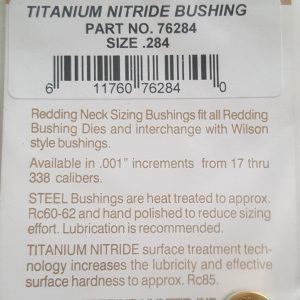 TITANIUM NITRIDE BUSHING
PART NO. 76284
SIZE .284
6 11760 76284 0
Redding Neck Sizing Bushings fit all Redding
Bushing Dies and interchange with Wilson
style bushings.
Available in .001" increments from 17 thru
338 calibers.
STEEL Bushings are heat treated to approx.
Rc60-62 and hand polished to reduce sizing
effort. Lubrication is recommended.
TITANIUM NITRIDE surface treatment tech-
nology increases the lubricity and effective
surface hardness to approx. Rc85.